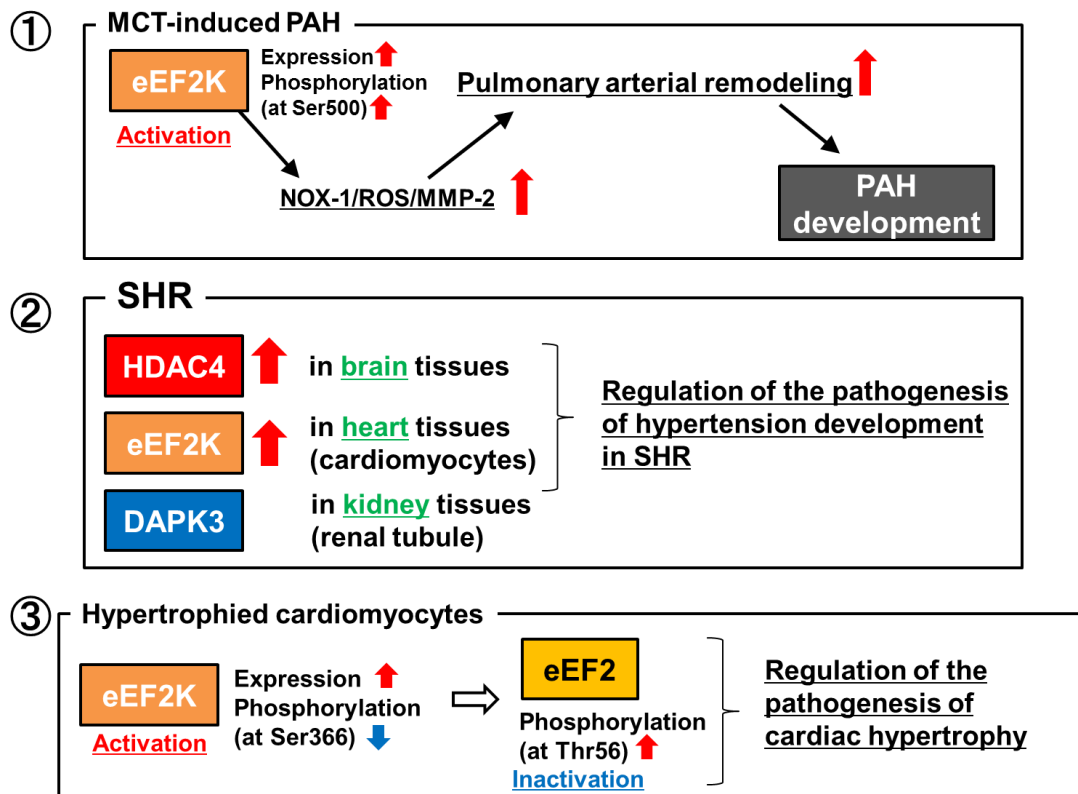 ①
MCT-induced PAH
eEF2K
Activation
Expression
Phosphorylation
(at Ser500)
NOX-1/ROS/MMP-2
Pulmonary arterial remodeling
PAH
development
②
SHR
HDAC4
in brain tissues
eEF2K
in heart tissues
(cardiomyocytes)
DAPK3
in kidney tissues
(renal tubule)
Regulation of the pathogenesis
of hypertension development
in SHR
③
Hypertrophied cardiomyocytes
eEF2K
Activation
Expression
Phosphorylation
(at Ser366)
eEF2
Phosphorylation
(at Thr56)
Inactivation
Regulation of the
pathogenesis of
cardiac hypertrophy